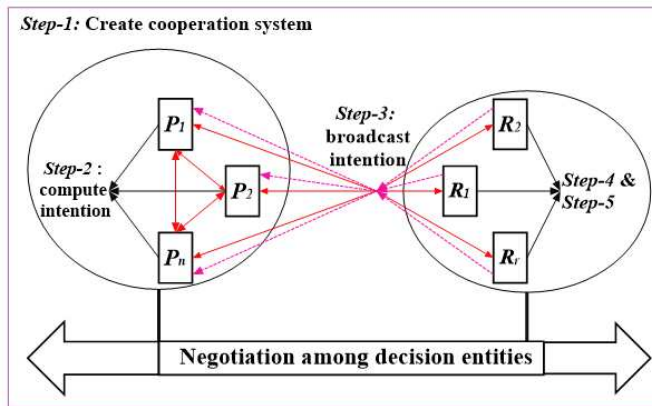 Step-1: Create cooperation system
P1
Step-2 :
compute
intention
P2
Pn
Step-3:
broadcast
intention
R2
R1
Rr
Step-4 &
Step-5
Negotiation among decision entities